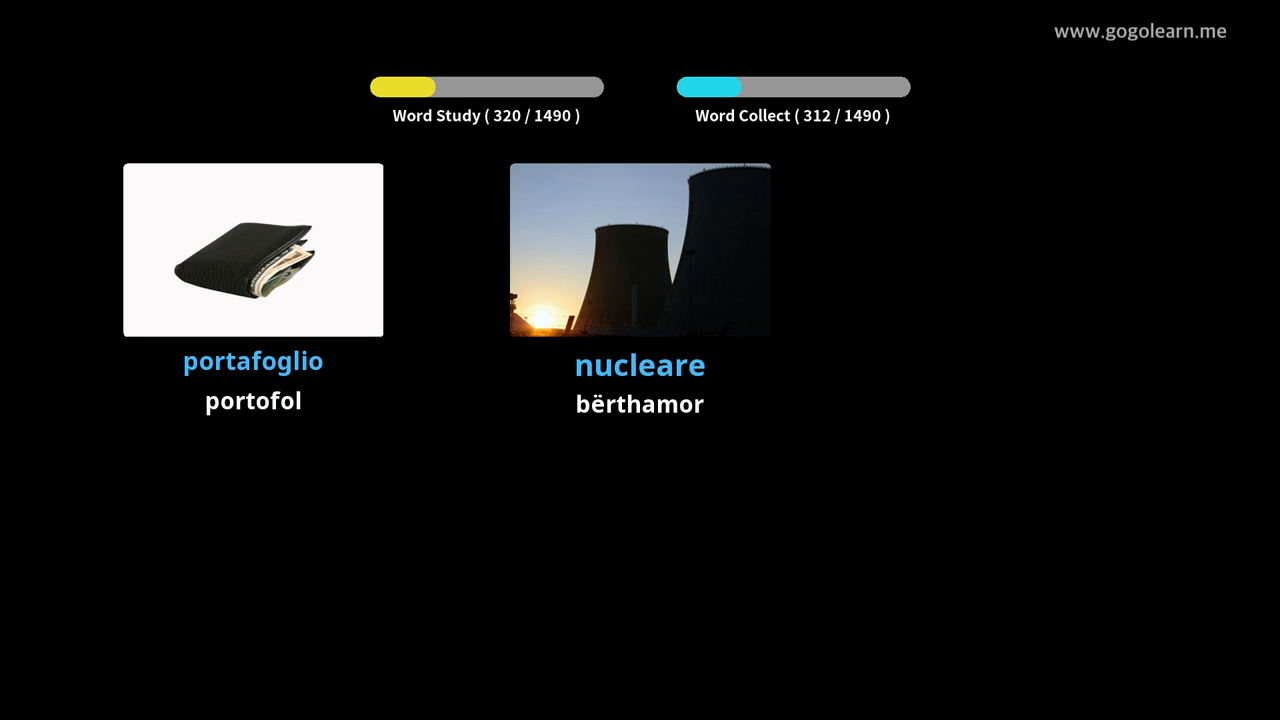 www.gogolearn.me
Word Study ( 320 / 1490 )
Word Collect ( 312 / 1490 )
portafoglio
portofol
nucleare
bërthamor